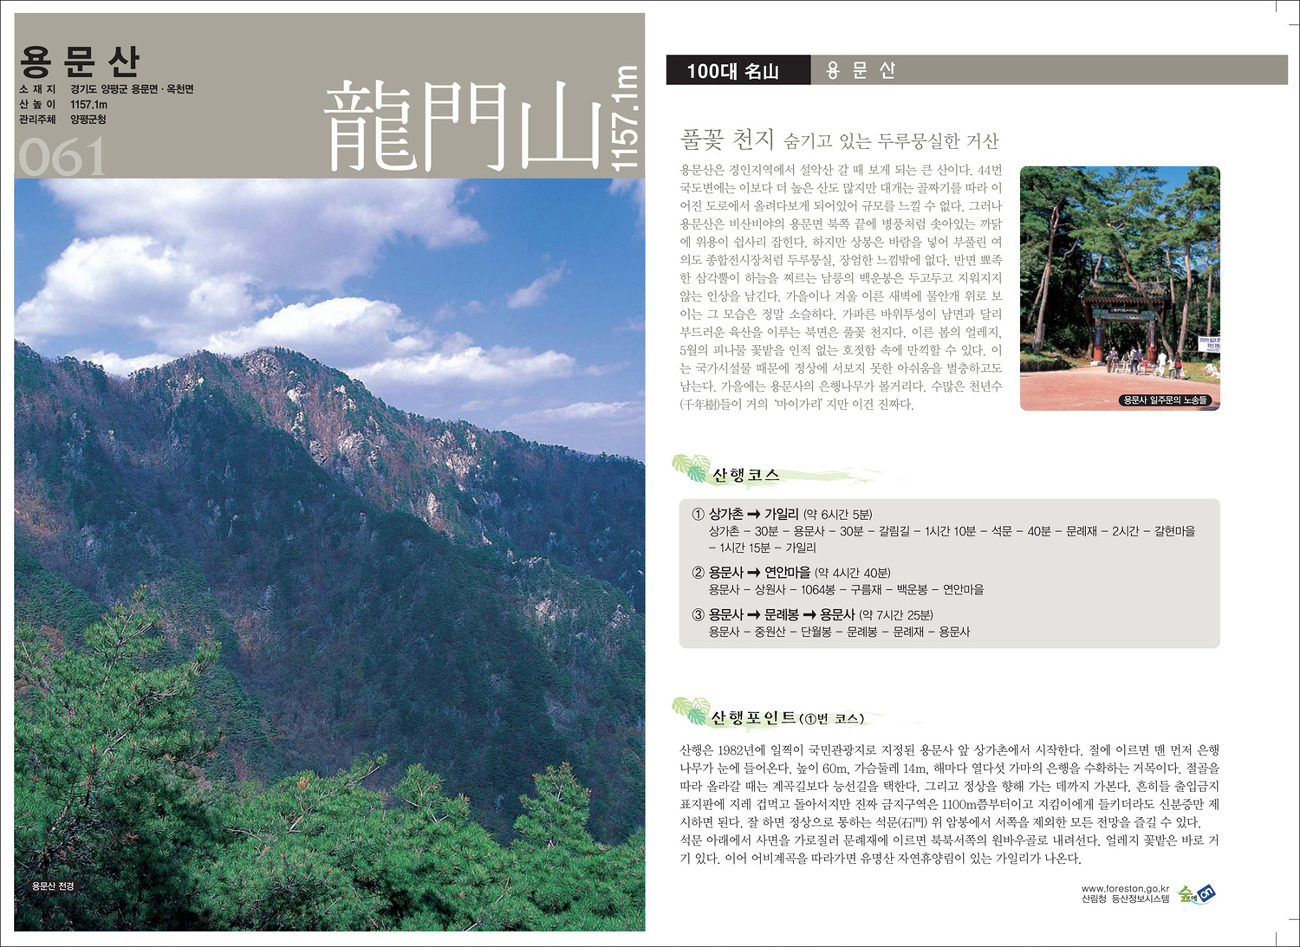 용 문 산
소 재 지 경기도 양평군 용문면 · 옥천면
산 높 이 1157.1m
관리주체 양평군청
061
龍門山
1157.1m
용문산 전경
100대 名山 용 문 산
풀꽃 천지 숨기고 있는 두루뭉실한 거산
용문산은 경인지역에서 설악산 갈 때 보게 되는 큰 산이다. 44번
국도변에는 이보다 더 높은 산도 많지만 대개는 골짜기를 따라 이
어진 도로에서 올려다보게 되어있어 규모를 느낄 수 없다. 그러나
용문산은 비산비야의 용문면 북쪽 끝에 병풍처럼 솟아있는 까닭
에 위용이 쉽사리 잡힌다. 하지만 상봉은 바람을 넣어 부풀린 여
의도 종합전시장처럼 두루뭉실, 장엄한 느낌밖에 없다. 반면 뾰족
한 삼각뿔이 하늘을 찌르는 남릉의 백운봉은 두고두고 지워지지
않는 인상을 남긴다. 가을이나 겨울 이른 새벽에 물안개 위로 보
이는 그 모습은 정말 소슬하다. 가파른 바위투성이 남면과 달리
부드러운 육산을 이루는 북면은 풀꽃 천지다. 이른 봄의 얼레지,
5월의 피나물 꽃밭을 인적 없는 호젓함 속에 만끽할 수 있다. 이
는 국가시설물 때문에 정상에 서보지 못한 아쉬움을 벌충하고도
남는다. 가을에는 용문사의 은행나무가 볼거리다. 수많은 천년수
(千年樹)들이 거의 '마이가리' 지만 이건 진짜다.
용문사 일주문의 노송들
산행코스
① 상가촌 ➞ 가일리 (약 6시간 5분)
상가촌 – 30분 – 용문사 – 30분 – 갈림길 – 1시간 10분 – 석문 – 40분 – 문례재 – 2시간 – 갈현마을
– 1시간 15분 – 가일리
② 용문사 ➞ 연안마을 (약 4시간 40분)
용문사 – 상원사 – 1064봉 – 구름재 – 백운봉 – 연안마을
③ 용문사 ➞ 문례봉 ➞ 용문사 (약 7시간 25분)
용문사 – 중원산 – 단월봉 – 문례봉 – 문례재 – 용문사
산행포인트(①번 코스)
산행은 1982년에 일찍이 국민관광지로 지정된 용문사 앞 상가촌에서 시작한다. 절에 이르면 맨 먼저 은행
나무가 눈에 들어온다. 높이 60m, 가슴둘레 14m, 해마다 열다섯 가마의 은행을 수확하는 거목이다. 절골을
따라 올라갈 때는 계곡길보다 능선길을 택한다. 그리고 정상을 향해 가는 데까지 가본다. 흔히들 출입금지
표지판에 지레 겁먹고 돌아서지만 진짜 금지구역은 1100m쯤부터이고 지킴이에게 들키더라도 신분증만 제
시하면 된다. 잘 하면 정상으로 통하는 석문(石門) 위 암봉에서 서쪽을 제외한 모든 전망을 즐길 수 있다.
석문 아래에서 사면을 가로질러 문례재에 이르면 북북서쪽의 원바우골로 내려선다. 얼레지 꽃밭은 바로 거
기 있다. 이어 어비계곡을 따라가면 유명산 자연휴양림이 있는 가일리가 나온다.
www.foreston.go.kr
산림청 등산정보시스템
숲에on